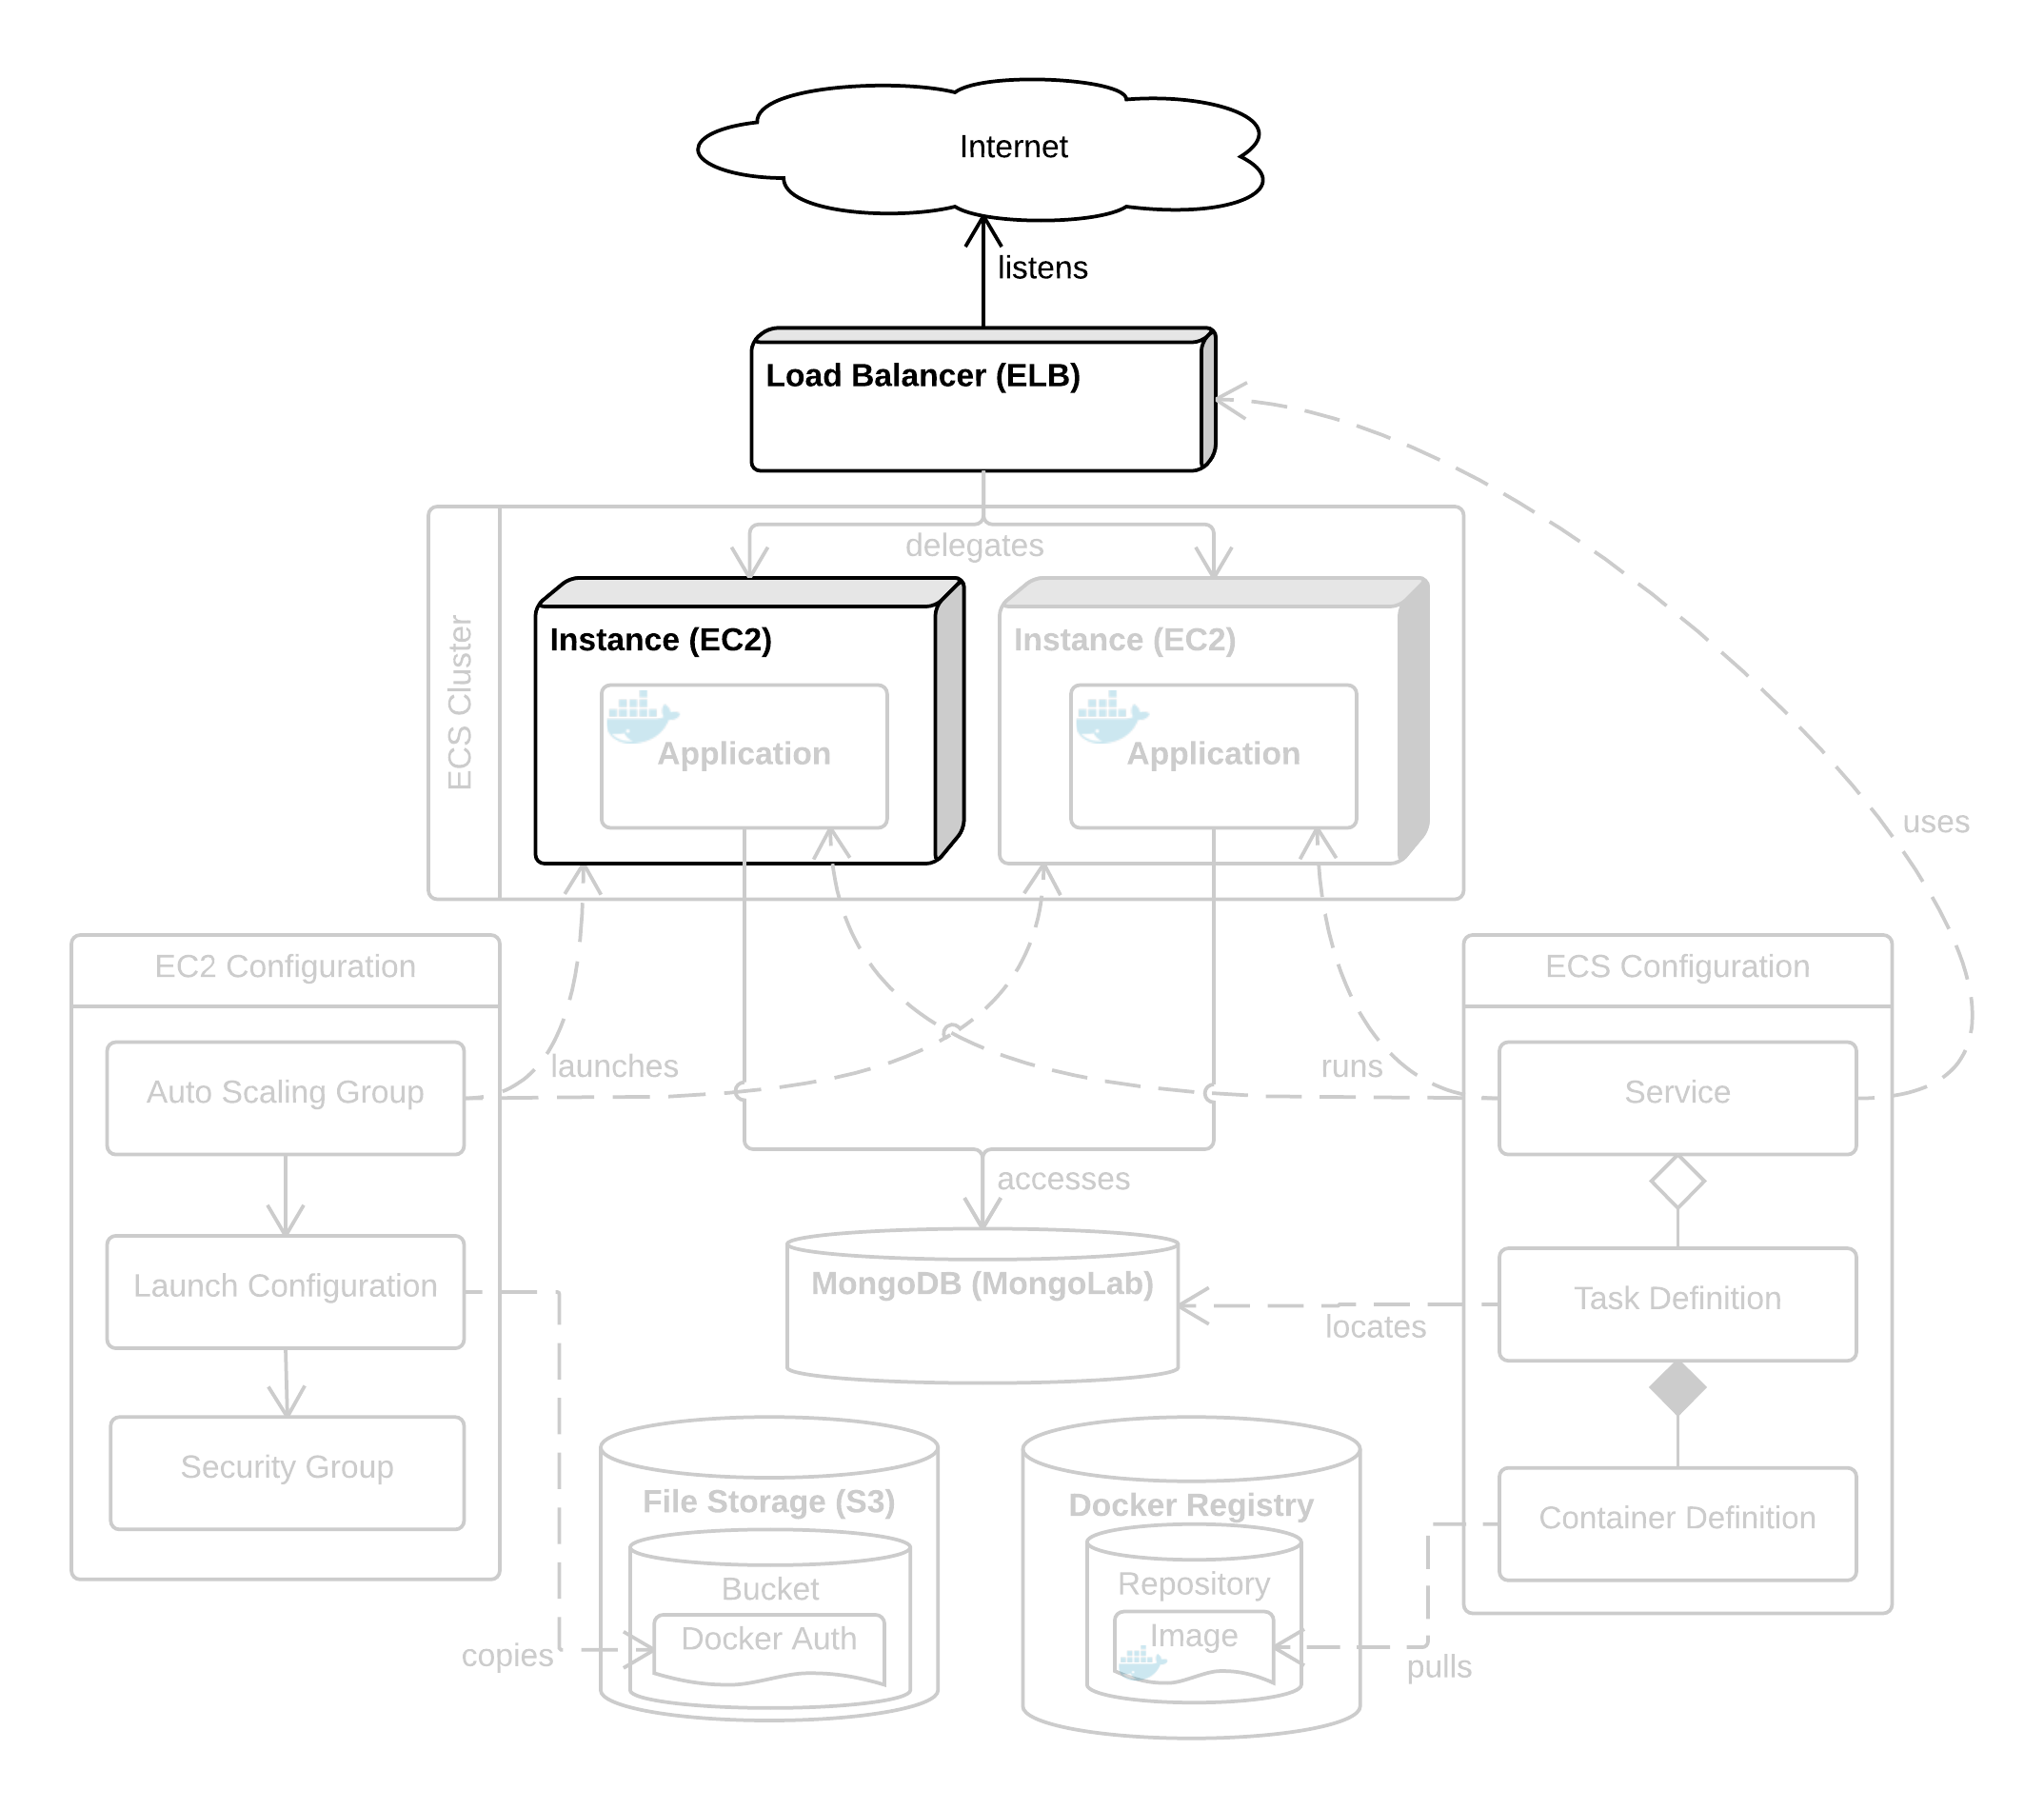 Internet
listens
Load Balancer (ELB)
delegates
ECS Cluster
Instance (EC2)
Application
Instance (EC2)
Application
uses
EC2 Configuration
Auto Scaling Group
Launch Configuration
Security Group
launches
runs
accesses
ECS Configuration
Service
Task Definition
Container Definition
MongoDB (MongoLab)
locates
File Storage (S3)
Bucket
Docker Auth
copies
Docker Registry
Repository
Image
pulls